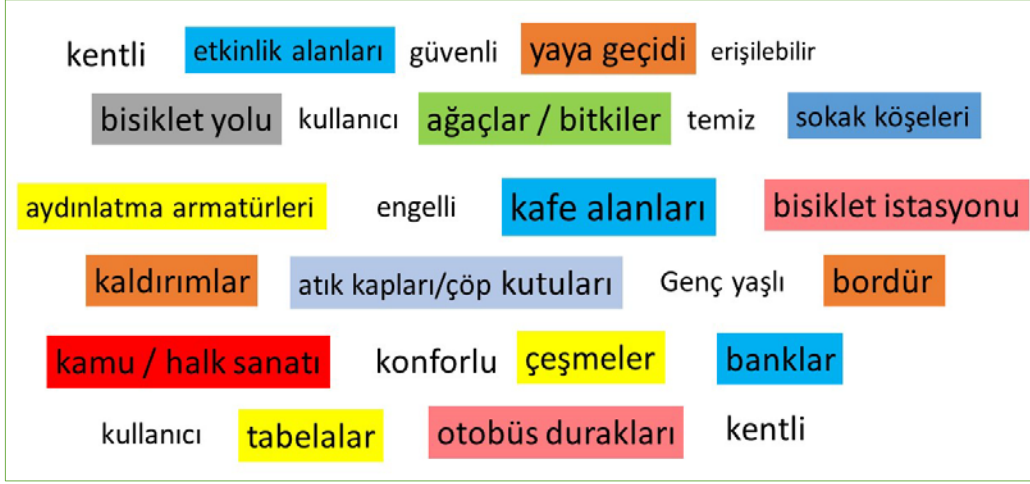 kentli etkinlik alanları güvenli yaya geçidi erişilebilir
bisiklet yolu kullanıcı ağaçlar / bitkiler temiz sokak köşeleri
aydınlatma armatürleri engelli kafe alanları bisiklet istasyonu
kaldırımlar atık kapları/çöp kutuları Genç yaşlı bordür
kamu / halk sanatı konforlu çeşmeler banklar
kullanıcı tabelalar otobüs durakları kentli